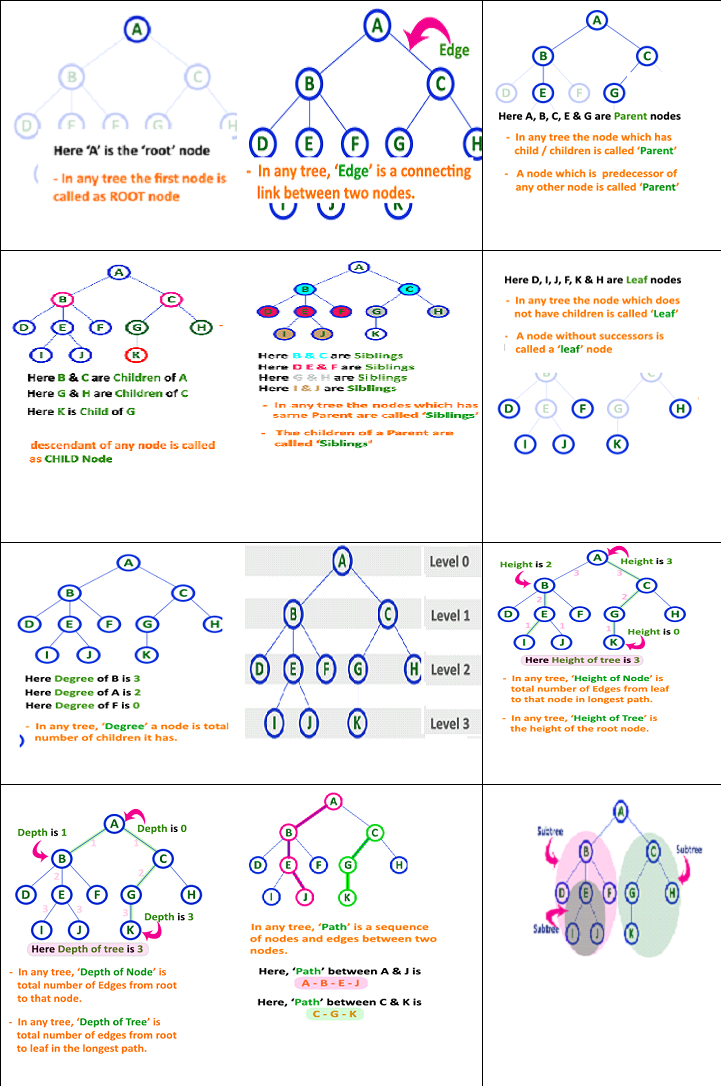 A
B
C
D
E
F
G
H
Here ‘A’ is the ‘root’ node
- In any tree the first node is
called as ROOT node
A
Edge
B
C
D
E
F
G
H
- In any tree, ‘Edge’ is a connecting
link between two nodes.
I
J
K
A
B
C
D
E
F
G
Here A, B, C, E & G are Parent nodes
- In any tree the node which has
child / children is called ‘Parent’
- A node which is predecessor of
any other node is called ‘Parent’
A
B
C
D
E
F
G
H
I
J
K
Here B & C are Children of A
Here G & H are Children of C
Here K is Child of G
descendant of any node is called
as CHILD Node
A
B
C
D
E
F
G
H
I
J
K
Here B & C are Siblings
Here D E & F are Siblings
Here G & H are Siblings
Here I & J are Siblings
- In any tree the nodes which has
same Parent are called ‘Siblings’
- The children of a Parent are
called ‘Siblings’
Here D, I, J, F, K & H are Leaf nodes
- In any tree the node which does
not have children is called ‘Leaf’
- A node without successors is
called a ‘leaf’ node
B
C
D
E
F
G
H
I
J
K
A
B
C
D
E
F
G
H
I
J
K
Here Degree of B is 3
Here Degree of A is 2
Here Degree of F is 0
- In any tree, ‘Degree’ a node is total
number of children it has.
A
Level 0
B
C
Level 1
D
E
F
G
H
Level 2
I
J
K
Level 3
A
Height is 2
Height is 3
3
3
B
C
2
2
D
E
F
G
H
1
1
1
Height is 0
I
J
K
Here Height of tree is 3
- In any tree, ‘Height of Node’ is
total number of Edges from leaf
to that node in longest path.
- In any tree, ‘Height of Tree’ is
the height of the root node.
A
Depth is 1
Depth is 0
1
1
B
C
2
2
D
E
F
G
H
3
3
3
Depth is 3
I
J
K
Here Depth of tree is 3
- In any tree, ‘Depth of Node’ is
total number of Edges from root
to that node.
- In any tree, ‘Depth of Tree’ is
total number of edges from root
to leaf in the longest path.
A
B
C
D
E
F
G
H
I
J
K
In any tree, ‘Path’ is a sequence
of nodes and edges between two
nodes.
Here, ‘Path’ between A & J is
A - B - E - J
Here, ‘Path’ between C & K is
C - G - K
A
Subtree
B
C
Subtree
D
E
F
G
H
Subtree
I
J
K